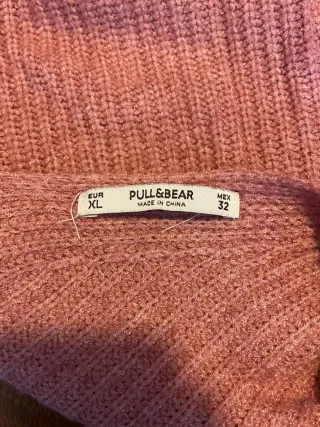 EUR PULL&BEAR MEX
XL MADE IN CHINA 32